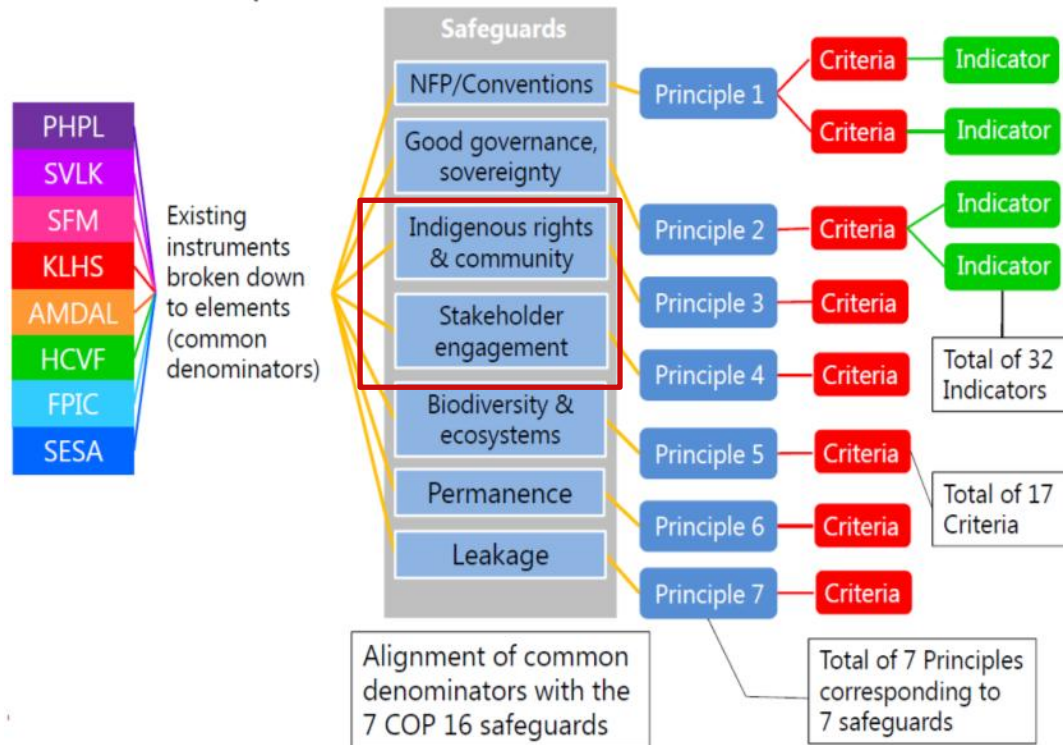 Safeguards
PHPL
SVLK
SFM
KLHS
AMDAL
HCVF
FPIC
SESA
Existing
instruments
broken down
to elements
(common
denominators)
NFP/Conventions
Good governance,
sovereignty
Indigenous rights
& community
Stakeholder
engagement
Biodiversity &
ecosystems
Permanence
Leakage
Principle 1
Principle 2
Principle 3
Principle 4
Principle 5
Principle 6
Principle 7
Criteria
Criteria
Criteria
Criteria
Criteria
Criteria
Criteria
Criteria
Indicator
Indicator
Indicator
Indicator
Total of 32
Indicators
Total of 17
Criteria
Alignment of common
denominators with the
7 COP 16 safeguards
Total of 7 Principles
corresponding to
7 safeguards